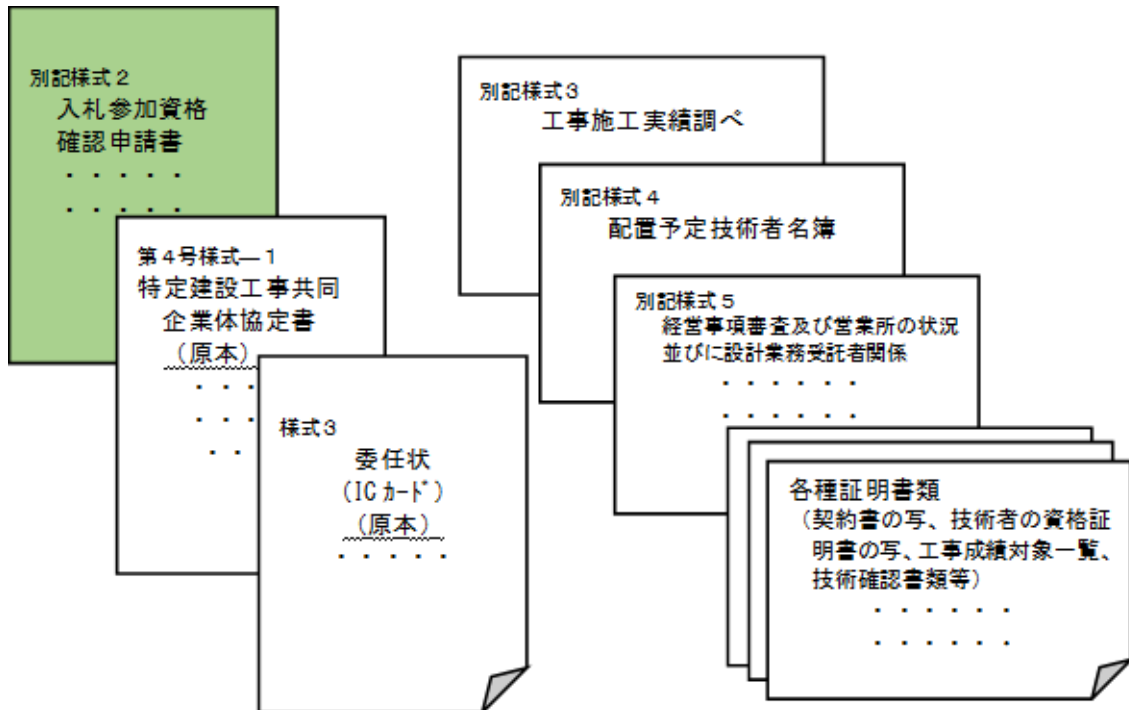 別記様式2
入札参加資格
確認申請書
・・・・・
・・・・・
第4号様式―1
特定建設工事共同
企業体協定書
(原本)
・・・
・・・
・・
様式3
委任状
(ICカード)
(原本)
・・・・・
別記様式3
工事施工実績調べ
別記様式4
配置予定技術者名簿
別記様式5
経営事項審査及び営業所の状況
並びに設計業務受託者関係
・・・・・・
・・・・・・
各種証明書類
(契約書の写、技術者の資格証
明書の写、工事成績対象一覧、
技術確認書類等)
・・・・・・
・・・・・・